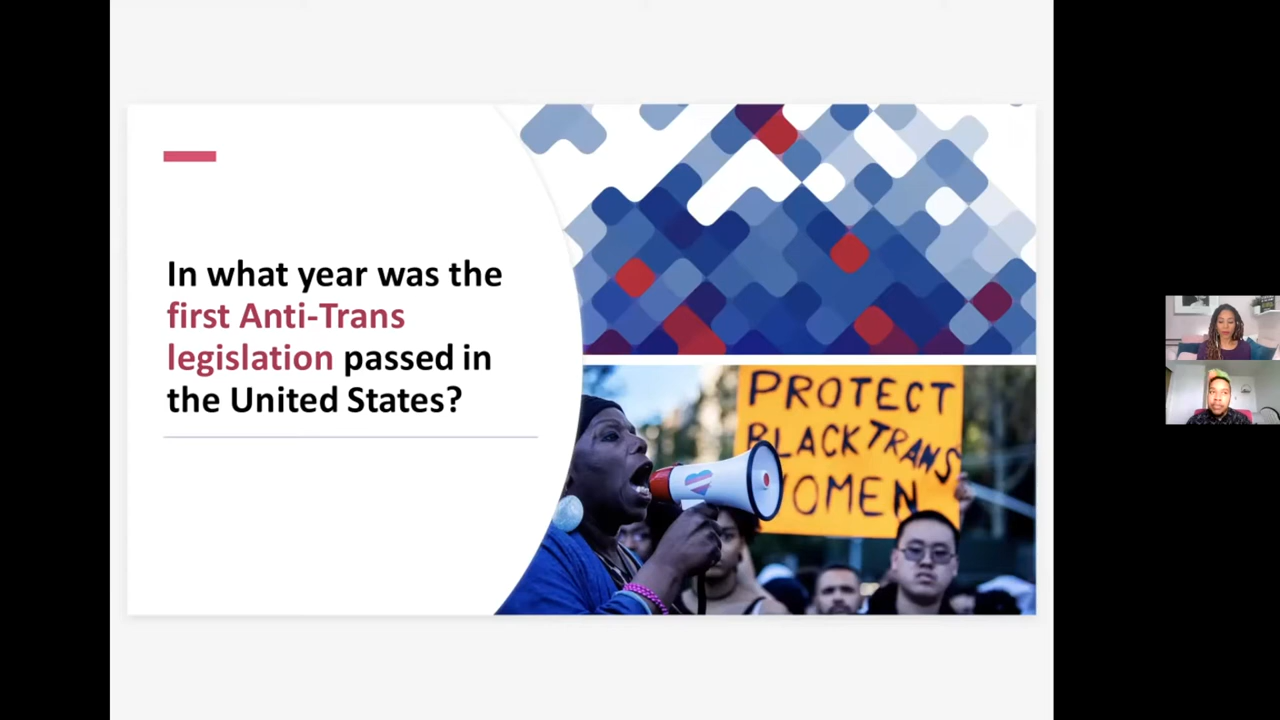 In what year was the
first Anti-Trans
legislation passed in
the United States?
PROTECT
BLACK TRANS
WOMEN